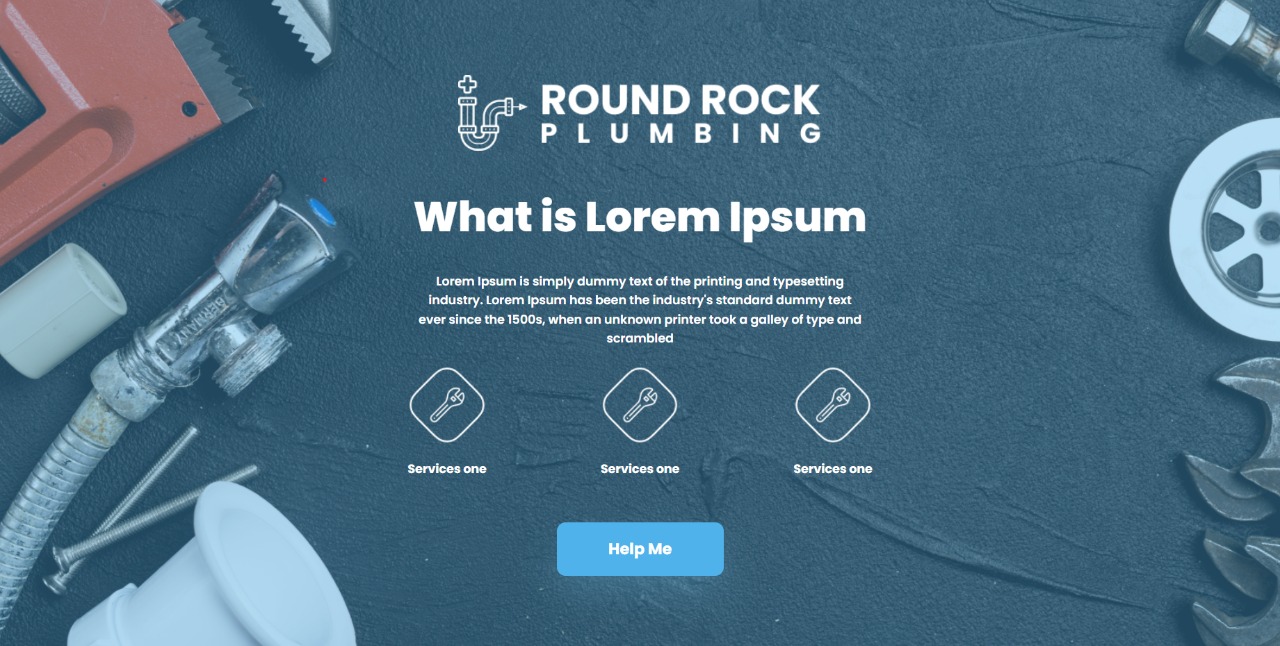 ROUND ROCK
PLUMBING
What is Lorem Ipsum
Lorem Ipsum is simply dummy text of the printing and typesetting
industry. Lorem Ipsum has been the industry's standard dummy text
ever since the 1500s, when an unknown printer took a galley of type and
scrambled
Services one Services one Services one
Help Me